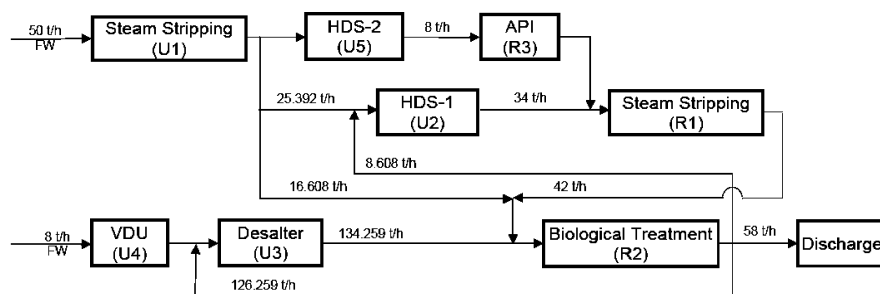 50 t/h
FW
Steam Stripping
(U1)
HDS-2
(U5)
8 t/h
API
(R3)
25.392 t/h
HDS-1
(U2)
34 t/h
Steam Stripping
(R1)
8.608 t/h
16.608 t/h
42 t/h
8 t/h
FW
VDU
(U4)
Desalter
(U3)
134.259 t/h
Biological Treatment
(R2)
58 t/h
Discharge
126.259 t/h